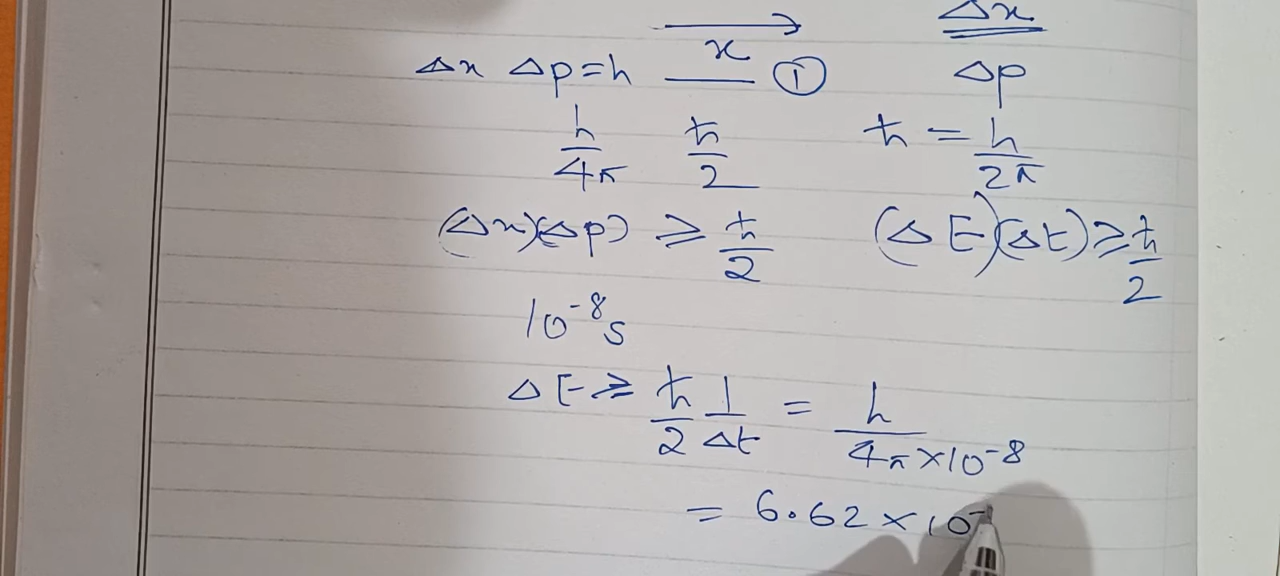 Δx
x
Δx Δp = h — ① Δp
h/4π ħ/2 ħ = h/2π
(Δx)(Δp) ≥ ħ/2 (ΔE)(Δt) ≥ ħ/2
10⁻⁸ s
ΔE ≥ ħ/2 1/Δt = h/4π×10⁻⁸
= 6.62 × 10⁻